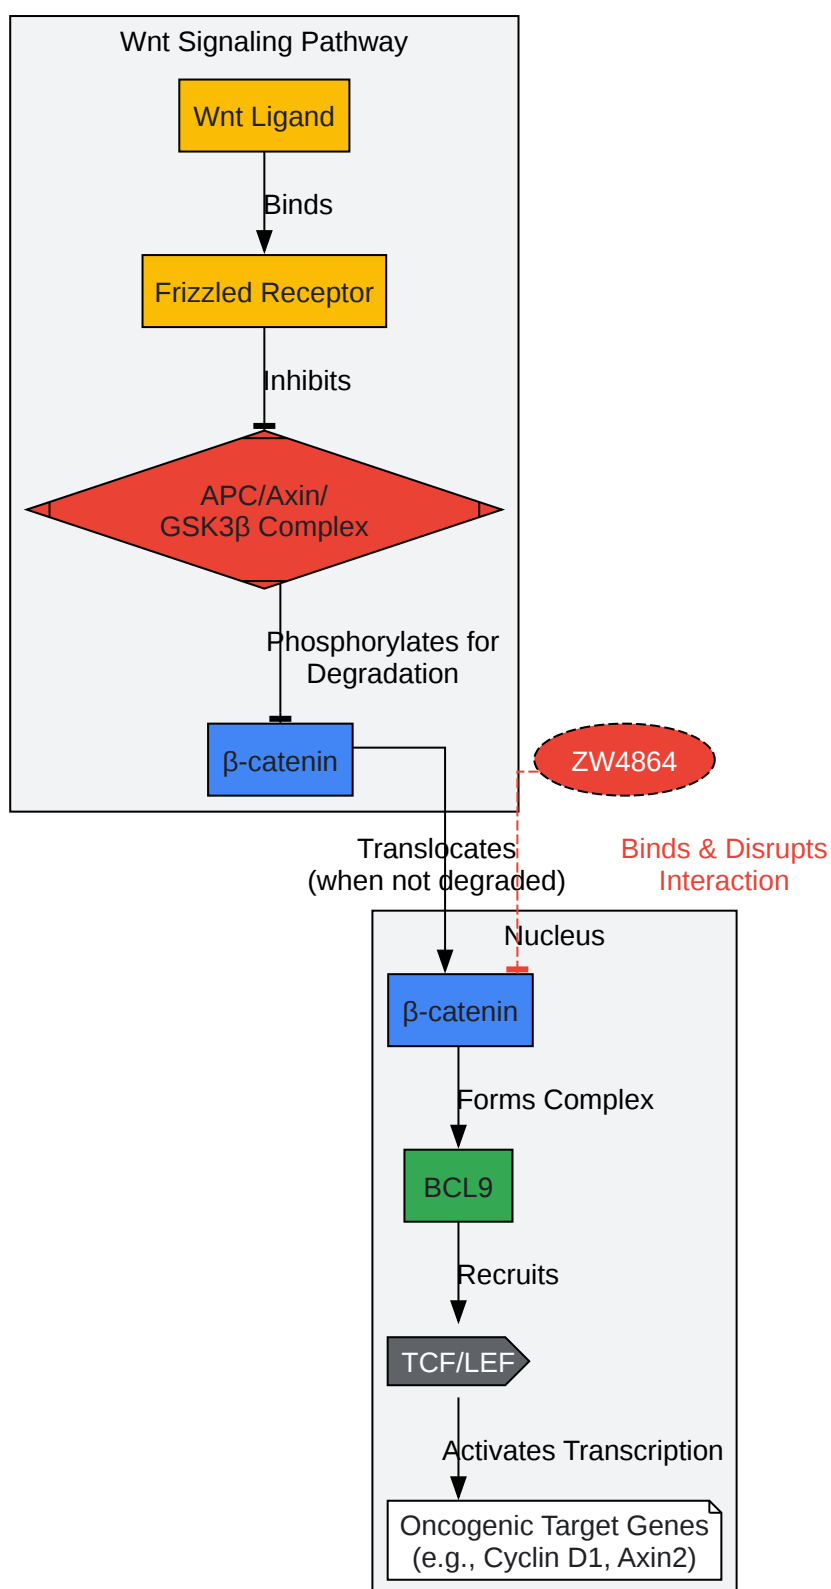 Wnt Signaling Pathway
Wnt Ligand
Binds
Frizzled Receptor
Inhibits
APC/Axin/
GSK3β Complex
Phosphorylates for
Degradation
β-catenin
ZW4864
Translocates
(when not degraded)
Binds & Disrupts
Interaction
Nucleus
β-catenin
Forms Complex
BCL9
Recruits
TCF/LEF
Activates Transcription
Oncogenic Target Genes
(e.g., Cyclin D1, Axin2)